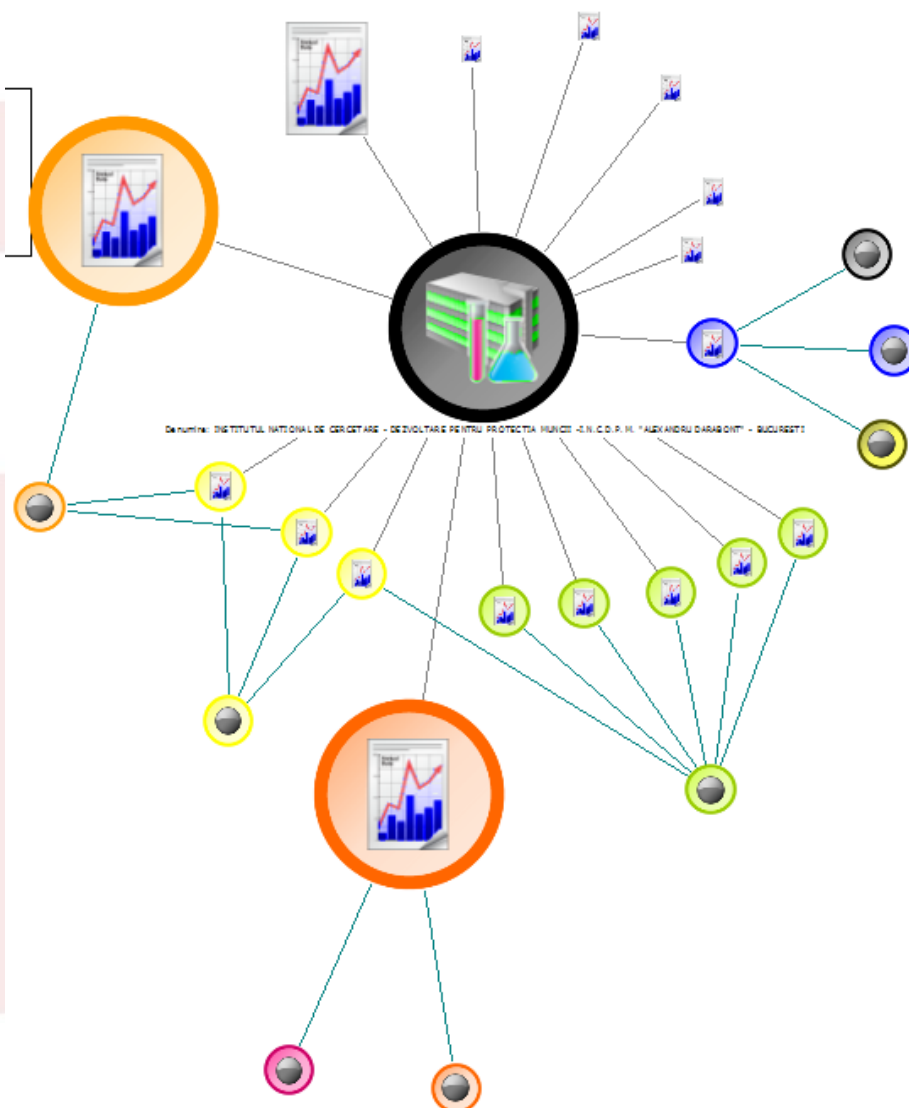 Denumire: INSTITUTUL NATIONAL DE CERCETARE - DEZVOLTARE PENTRU PROTECTIA MUNCII -I.N.C.D.P.M. "ALEXANDRU DARABONT" - BUCURESTI